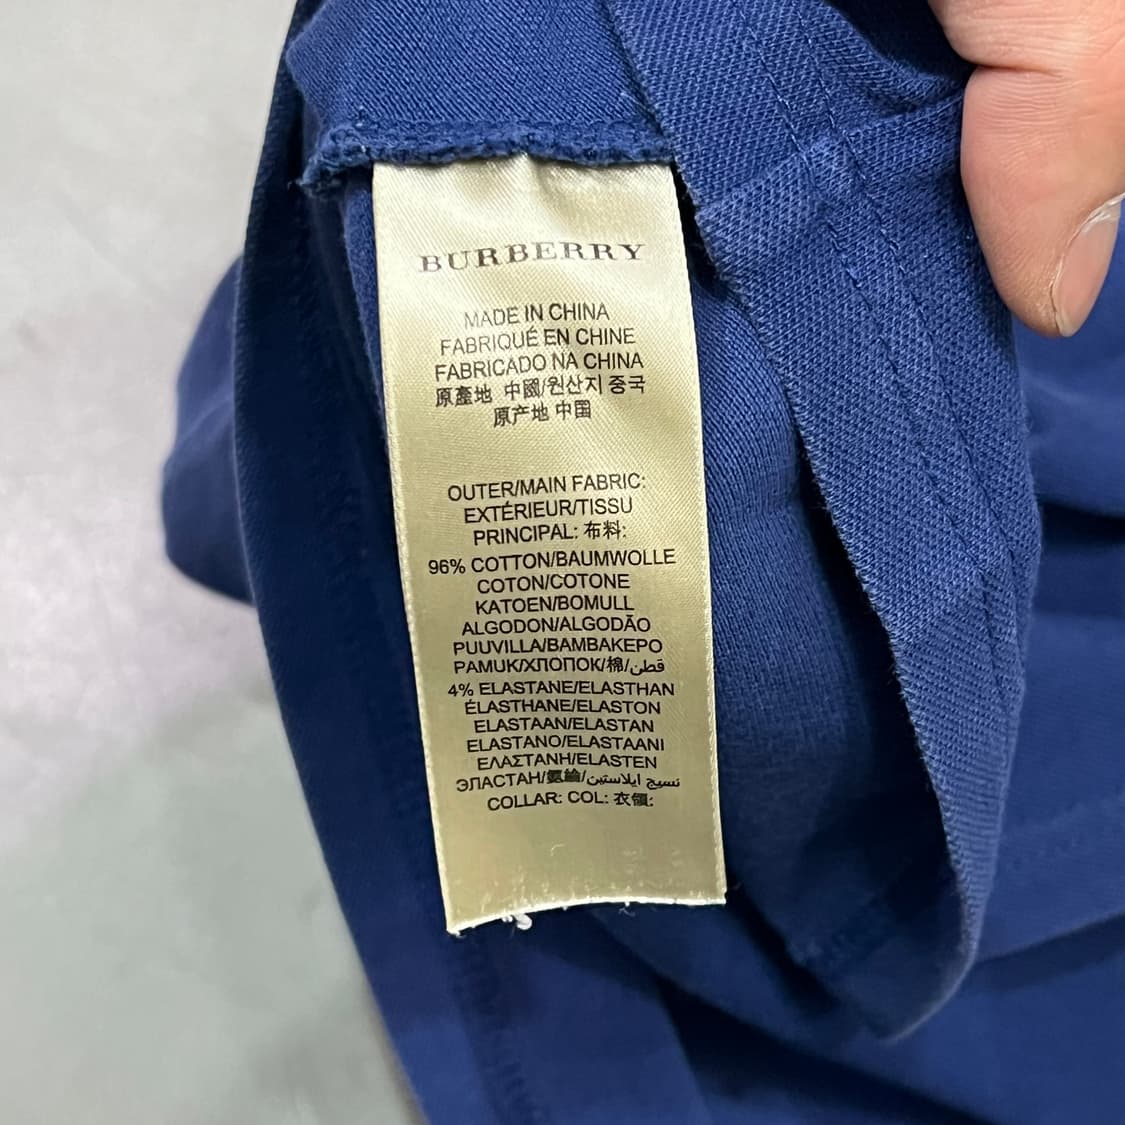 BURBERRY
MADE IN CHINA
FABRIQUÉ EN CHINE
FABRICADO NA CHINA
原產地 中國/원산지 중국
原产地 中国
OUTER/MAIN FABRIC:
EXTÉRIEUR/TISSU
PRINCIPAL: 布料:
96% COTTON/BAUMWOLLE
COTON/COTONE
KATOEN/BOMULL
ALGODON/ALGODÃO
PUUVILLA/BAMBAKEPO
PAMUK/ХЛОПОК/棉/قطن
4% ELASTANE/ELASTHAN
ÉLASTHANE/ELASTON
ELASTAAN/ELASTAN
ELASTANO/ELASTAANI
ΕΛΑΣΤΑΝΗ/ELASTEN
ЭЛАСТАН/氨綸/نسيج ايلاستين
COLLAR: COL: 衣領: